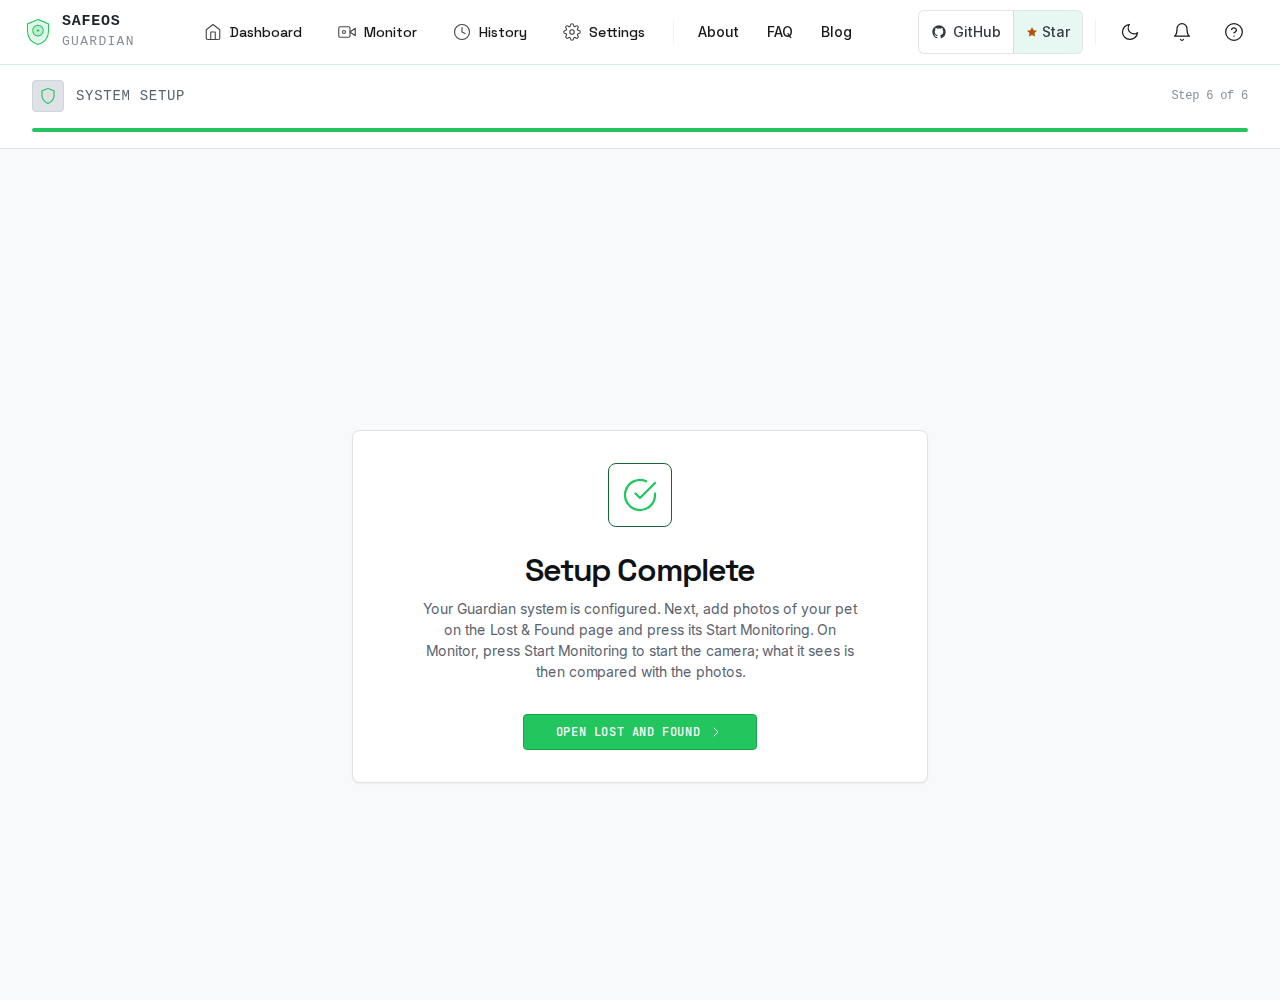 SAFEOS
GUARDIAN
Dashboard
Monitor
History
Settings
About
FAQ
Blog
GitHub
Star
SYSTEM SETUP
Step 6 of 6
Setup Complete
Your Guardian system is configured. Next, add photos of your pet
on the Lost & Found page and press its Start Monitoring. On
Monitor, press Start Monitoring to start the camera; what it sees is
then compared with the photos.
OPEN LOST AND FOUND